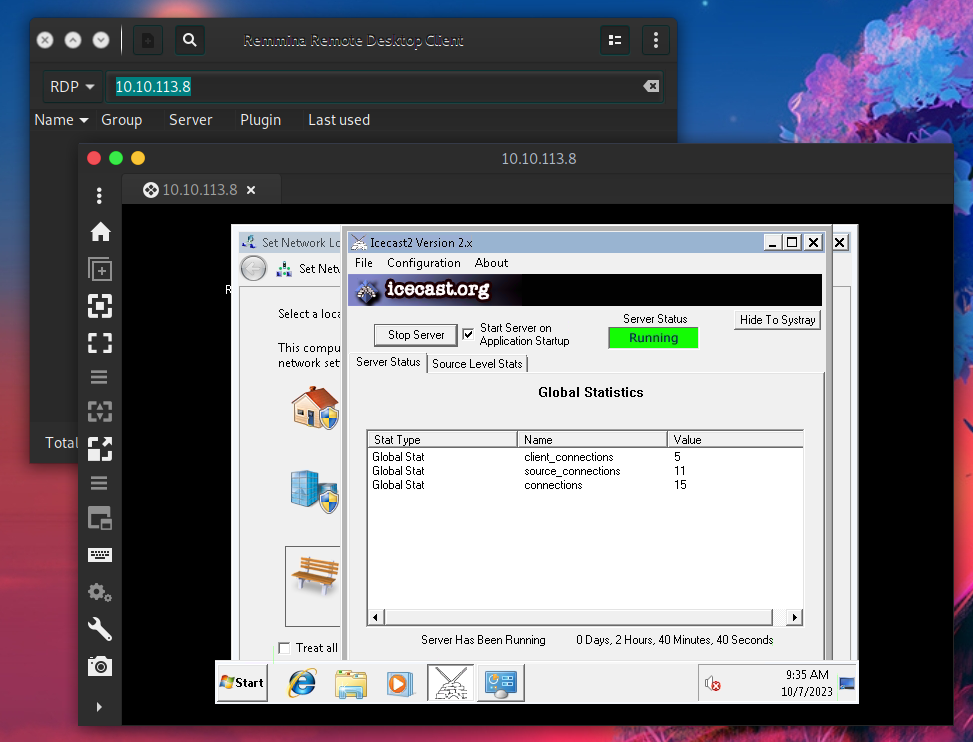 Remmina Remote Desktop Client
RDP 10.10.113.8
Name Group Server Plugin Last used
10.10.113.8
10.10.113.8
Set Network Lo
Icecast2 Version 2.x
Set Netw
File Configuration About
R
icecast.org
Select a loca
Server Status
Hide To Systray
Stop Server
Start Server on
Application Startup
Running
This compu
network set
Server Status Source Level Stats
Global Statistics
Stat Type Name Value
Global Stat client_connections 5
Global Stat source_connections 11
Global Stat connections 15
Total
Server Has Been Running 0 Days, 2 Hours, 40 Minutes, 40 Seconds
Treat all
Start
9:35 AM
10/7/2023